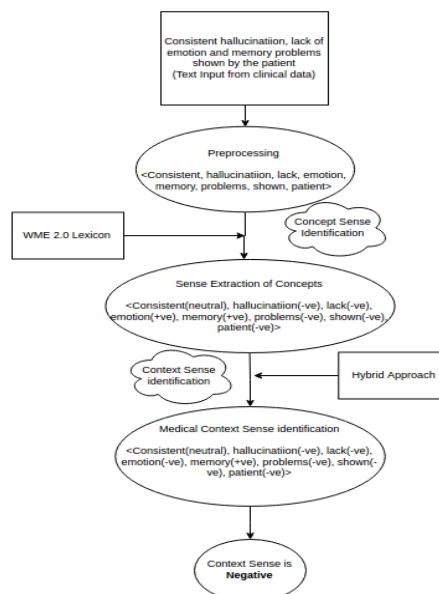 Consistent hallucinatiion, lack of
emotion and memory problems
shown by the patient
(Text Input from clinical data)
Preprocessing
<Consistent, hallucinatiion, lack, emotion,
memory, problems, shown, patient>
Concept Sense
Identification
WME 2.0 Lexicon
Sense Extraction of Concepts
<Consistent(neutral), hallucinatiion(-ve), lack(-ve),
emotion(+ve), memory(+ve), problems(-ve), shown(-ve),
patient(-ve)>
Context Sense
identification
Hybrid Approach
Medical Context Sense identification
<Consistent(neutral), hallucinatiion(-ve), lack(-ve),
emotion(-ve), memory(+ve), problems(-ve), shown(-
ve), patient(-ve)>
Context Sense is
Negative